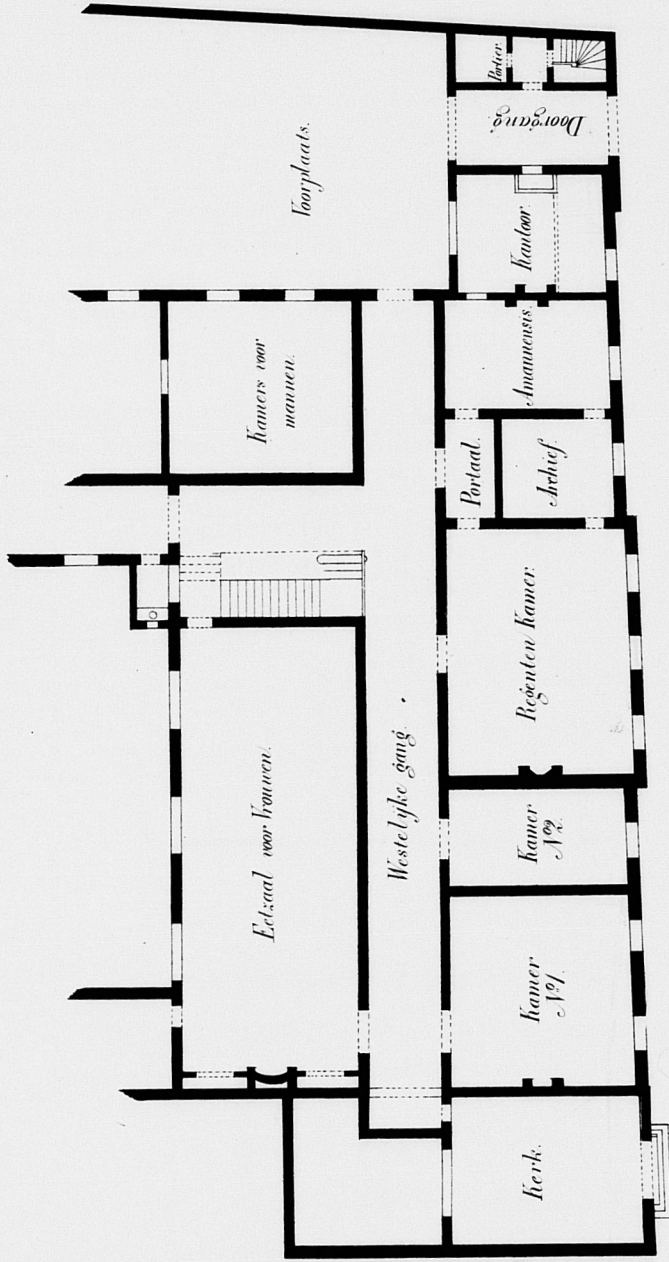 Portier
Doorgang.
Voorplaats.
Kantoor.
Amannensis.
Kamers voor
mannen.
Portaal.
Archief.
Regenten Kamer.
Eetzaal voor Vrouwen.
Westelyke gang.
Kamer
Nº 2.
Kamer
Nº 1.
Kerk.